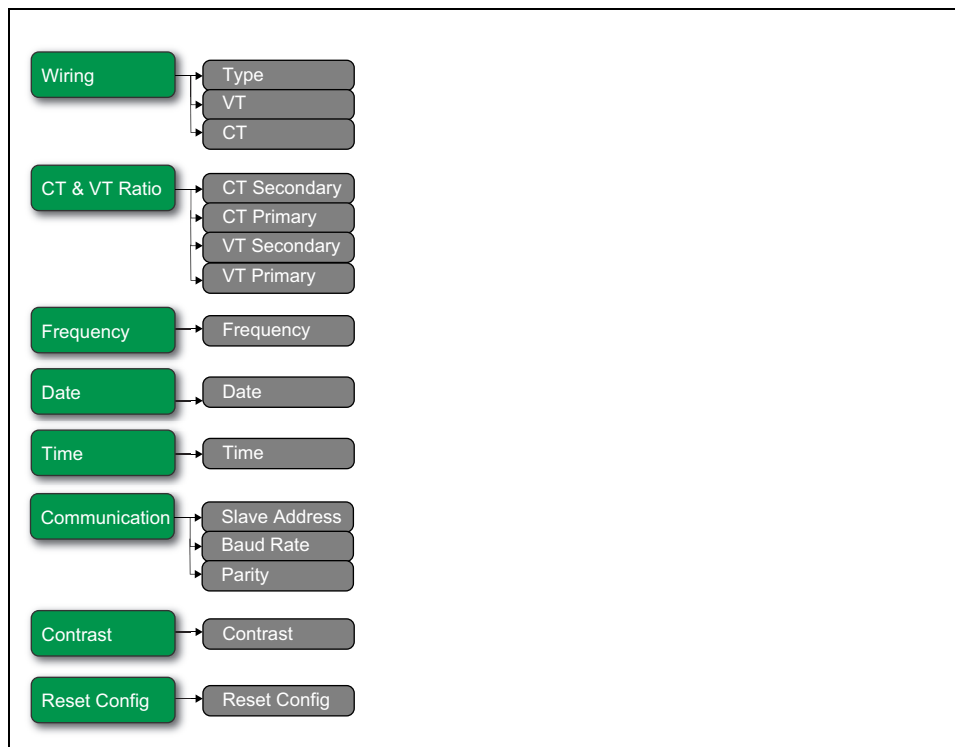 Wiring
Type
VT
CT
CT & VT Ratio
CT Secondary
CT Primary
VT Secondary
VT Primary
Frequency
Frequency
Date
Date
Time
Time
Communication
Slave Address
Baud Rate
Parity
Contrast
Contrast
Reset Config
Reset Config